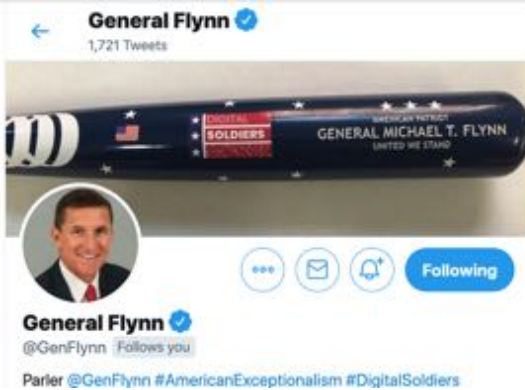 General Flynn
1,721 Tweets
DIGITAL
SOLDIERS
AMERICAN PATRIOT
GENERAL MICHAEL T. FLYNN
UNITED WE STAND
Following
General Flynn
@GenFlynn Follows you
Parler @GenFlynn #AmericanExceptionalism #DigitalSoldiers